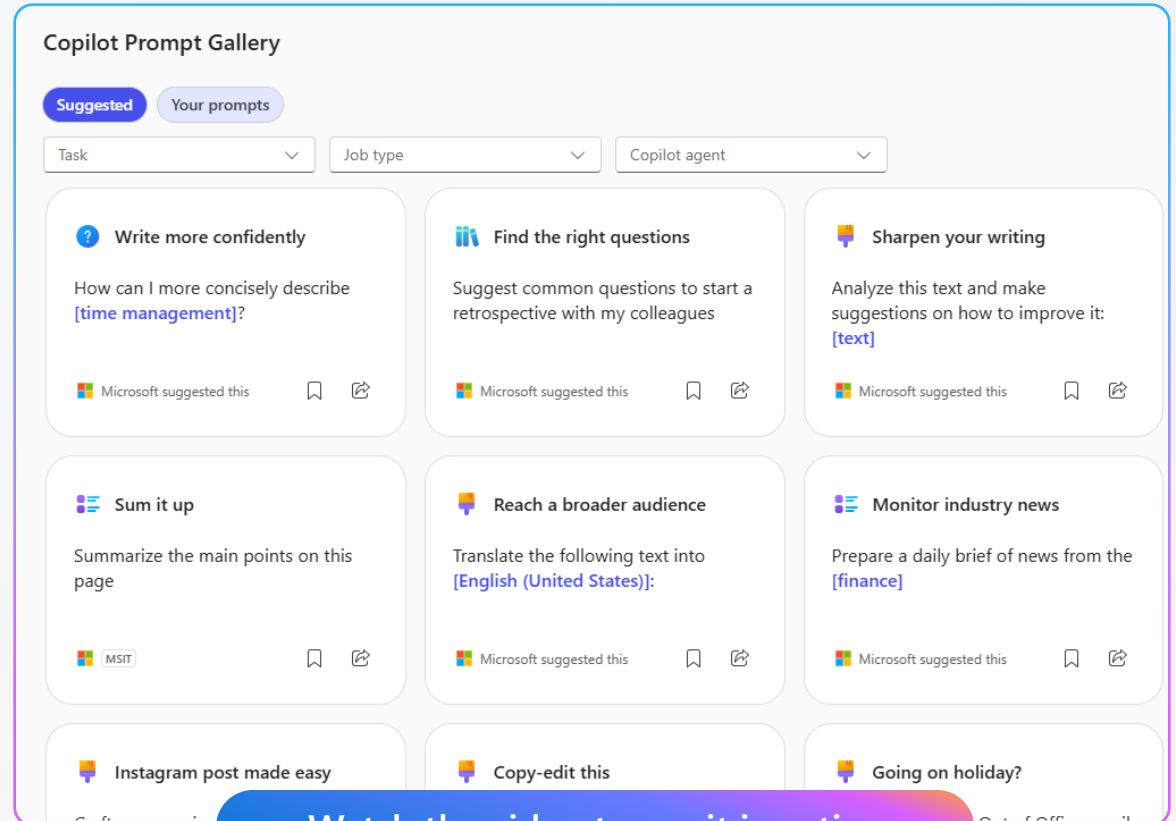 Copilot Prompt Gallery
Suggested
Your prompts
Task
Job type
Copilot agent
Write more confidently
How can I more concisely describe
[time management]?
Microsoft suggested this
Find the right questions
Suggest common questions to start a
retrospective with my colleagues
Microsoft suggested this
Sharpen your writing
Analyze this text and make
suggestions on how to improve it:
[text]
Microsoft suggested this
Sum it up
Summarize the main points on this
page
MSIT
Reach a broader audience
Translate the following text into
[English (United States)]:
Microsoft suggested this
Monitor industry news
Prepare a daily brief of news from the
[finance]
Microsoft suggested this
Instagram post made easy
Copy-edit this
Going on holiday?